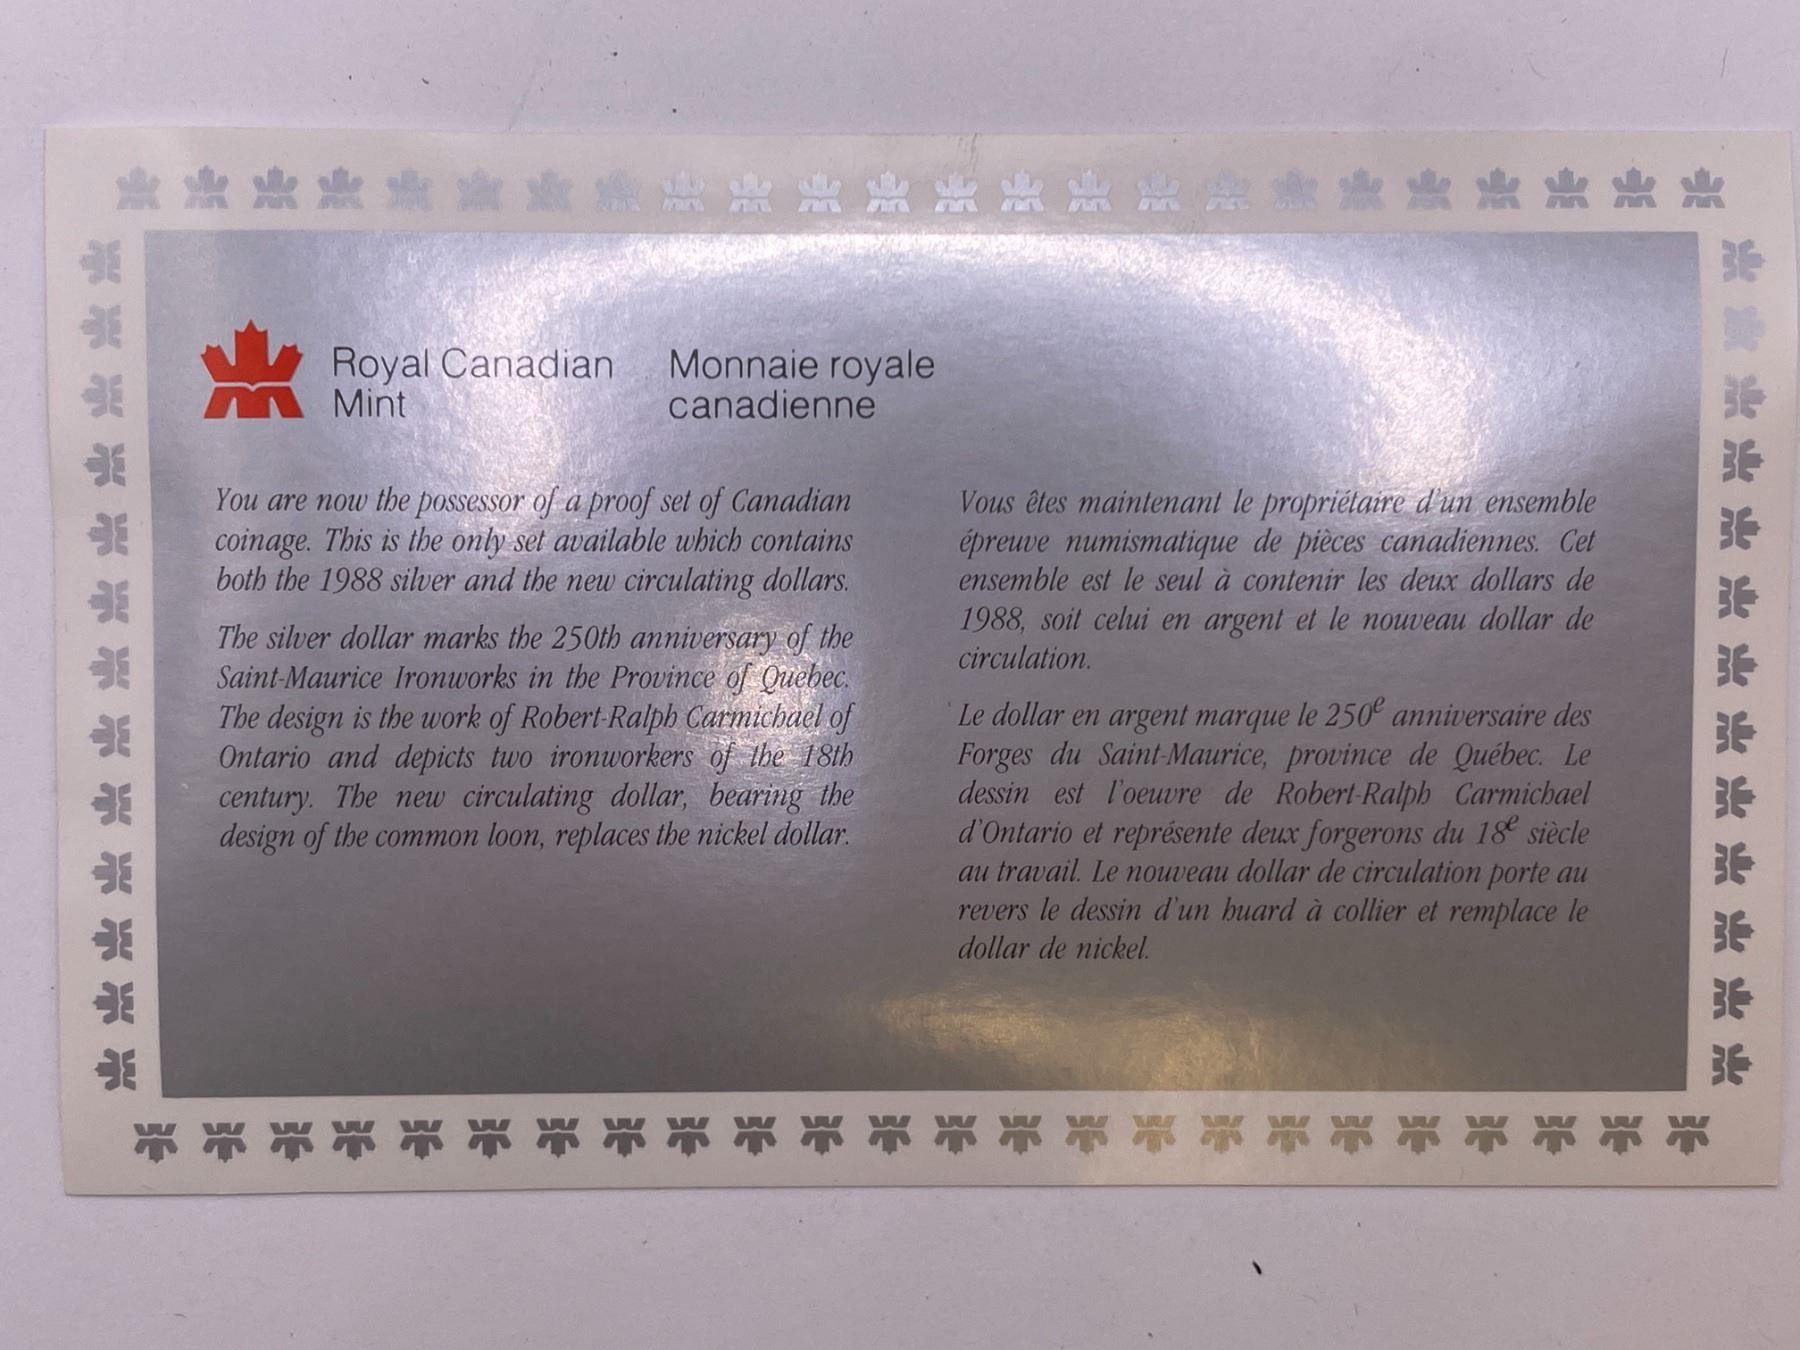 Royal Canadian
Mint
Monnaie royale
canadienne
You are now the possessor of a proof set of Canadian
coinage. This is the only set available which contains
both the 1988 silver and the new circulating dollars.
The silver dollar marks the 250th anniversary of the
Saint-Maurice Ironworks in the Province of Quebec.
The design is the work of Robert-Ralph Carmichael of
Ontario and depicts two ironworkers of the 18th
century. The new circulating dollar, bearing the
design of the common loon, replaces the nickel dollar.
Vous êtes maintenant le propriétaire d'un ensemble
épreuve numismatique de pièces canadiennes. Cet
ensemble est le seul à contenir les deux dollars de
1988, soit celui en argent et le nouveau dollar de
circulation.
Le dollar en argent marque le 250e anniversaire des
Forges du Saint-Maurice, province de Québec. Le
dessin est l'oeuvre de Robert-Ralph Carmichael
d'Ontario et représente deux forgerons du 18e siècle
au travail. Le nouveau dollar de circulation porte au
revers le dessin d'un huard à collier et remplace le
dollar de nickel.